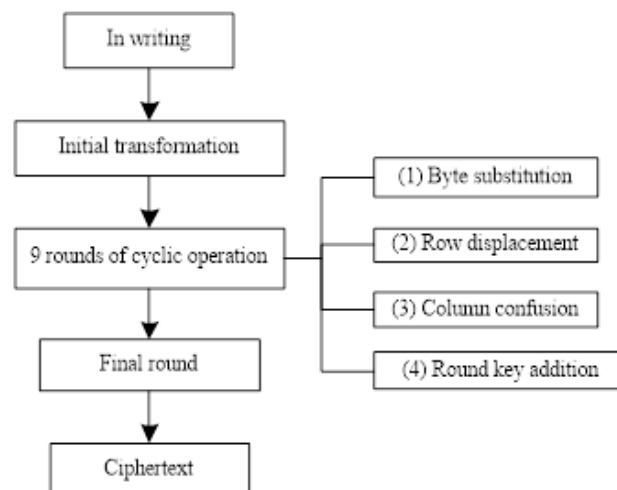 In writing
Initial transformation
9 rounds of cyclic operation
(1) Byte substitution
(2) Row displacement
(3) Column confusion
(4) Round key addition
Final round
Ciphertext